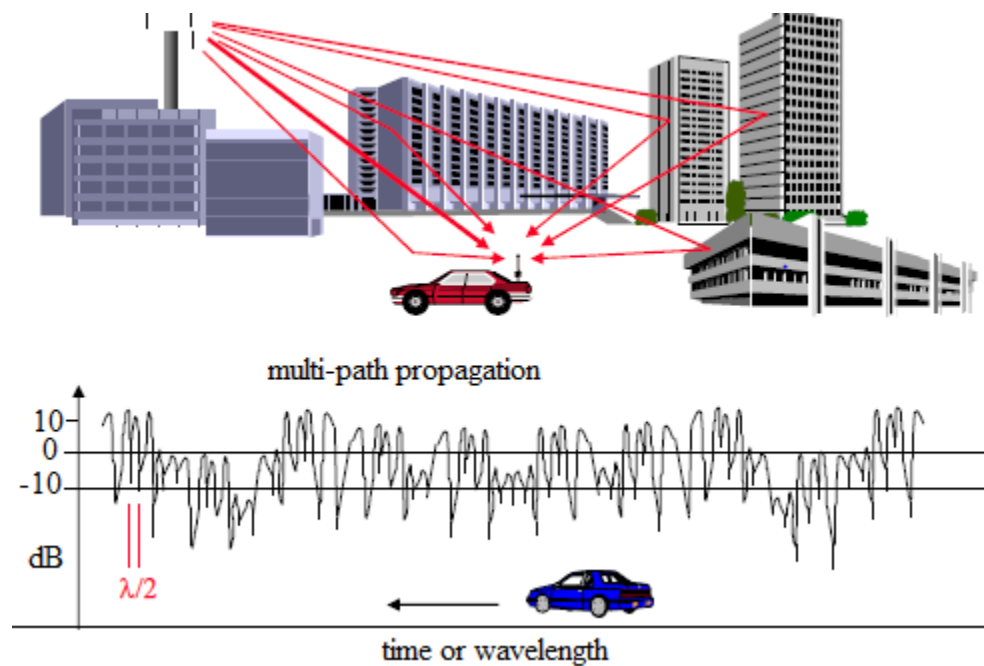 multi-path propagation
10
0
-10
dB
λ/2
time or wavelength